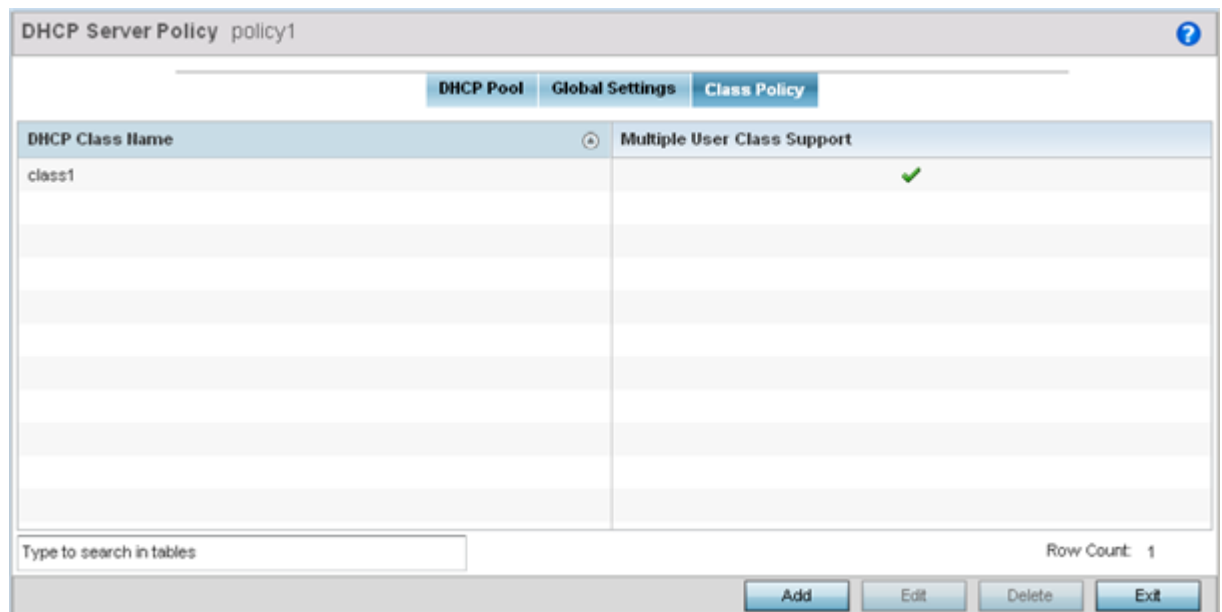 DHCP Server Policy policy1
?
DHCP Pool Global Settings Class Policy
DHCP Class Name Multiple User Class Support
class1
Type to search in tables Row Count: 1
Add Edit Delete Exit